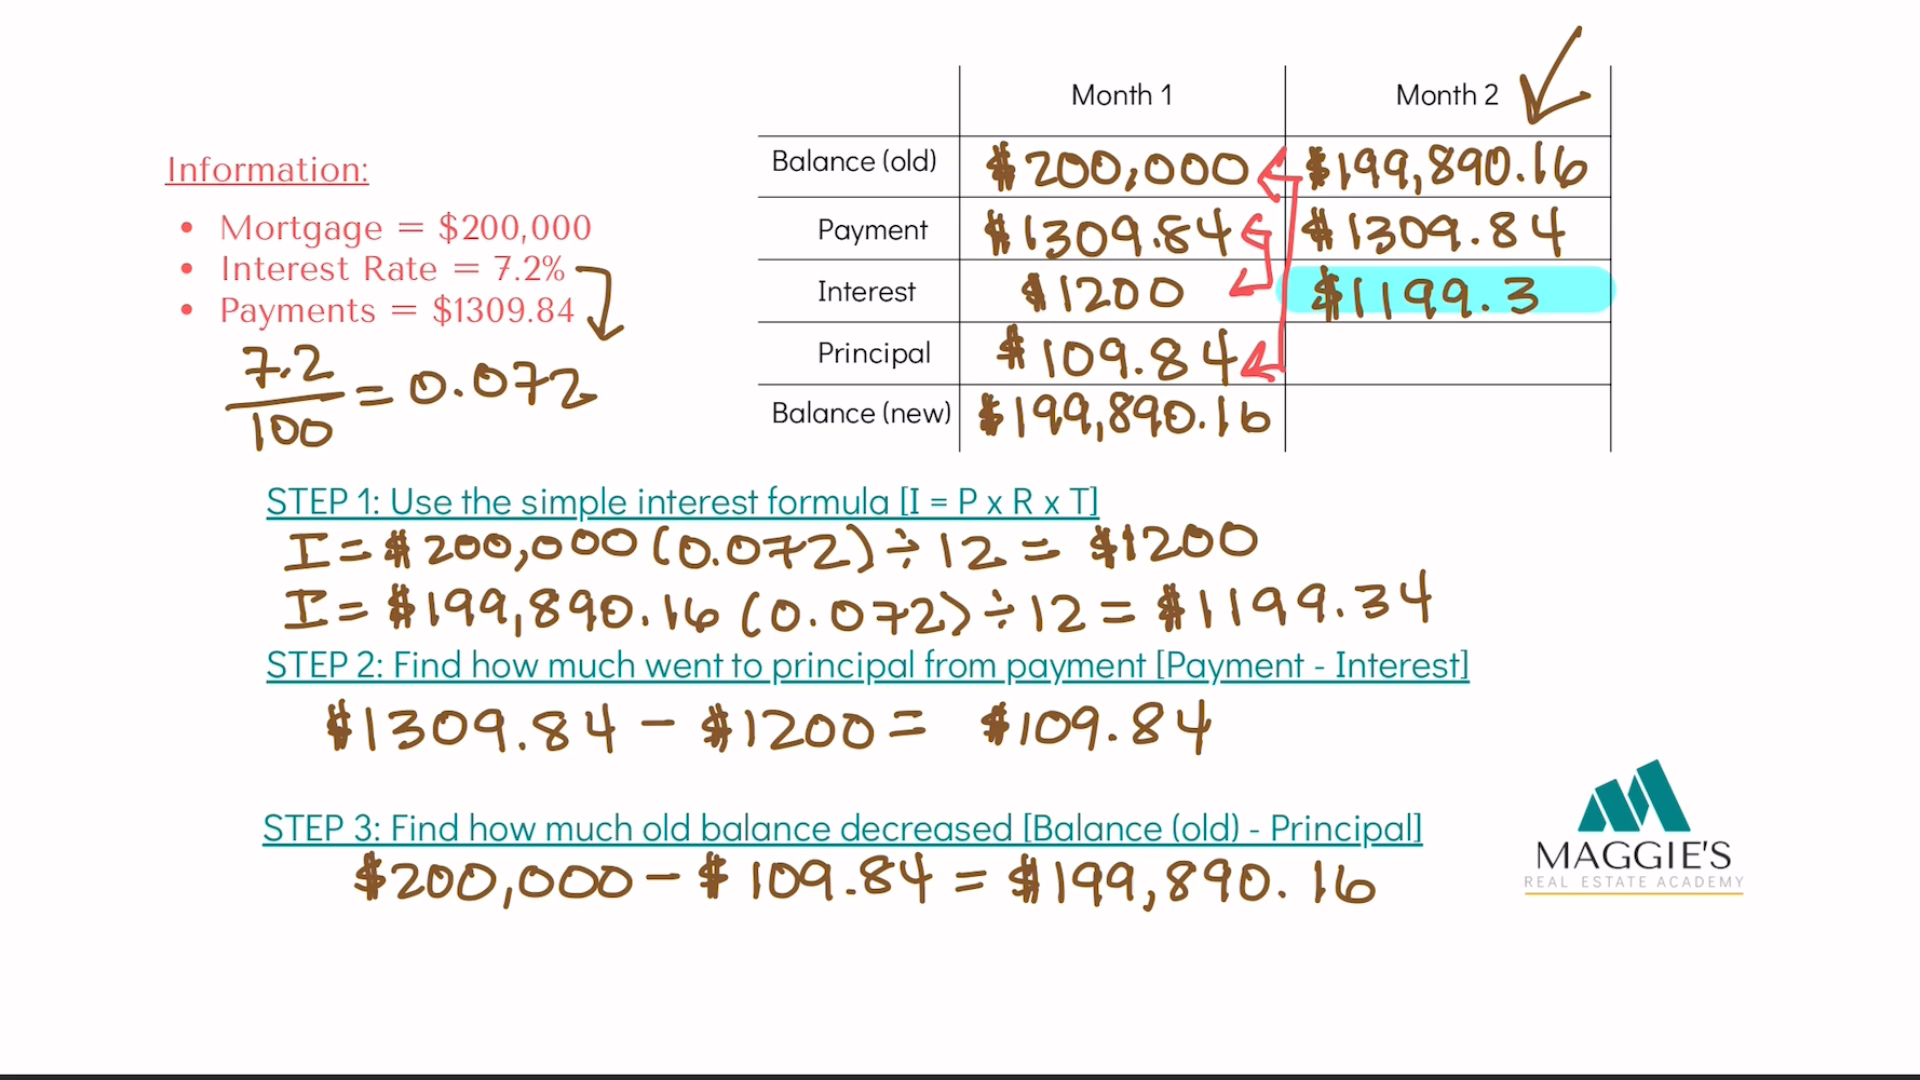 Month 1 Month 2
Balance (old) $200,000 $199,890.16
Payment $1309.84 $1309.84
Interest $1200 $1199.3
Principal $109.84
Balance (new) $199,890.16
Information:
• Mortgage = $200,000
• Interest Rate = 7.2%
• Payments = $1309.84
7.2
100
= 0.072
STEP 1: Use the simple interest formula [I = P x R x T]
I = $200,000 (0.072) ÷ 12 = $1200
I = $199,890.16 (0.072) ÷ 12 = $1199.34
STEP 2: Find how much went to principal from payment [Payment - Interest]
$1309.84 - $1200 = $109.84
STEP 3: Find how much old balance decreased [Balance (old) - Principal]
$200,000 - $109.84 = $199,890.16
MAGGIE'S
REAL ESTATE ACADEMY